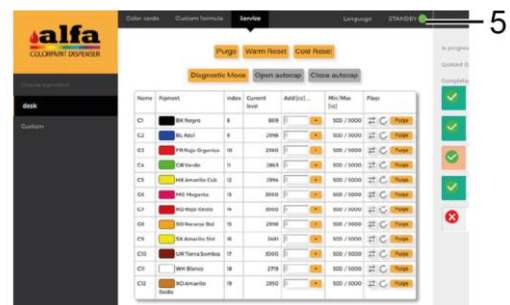 Color cards Custom formula Service Language STANDBY
5
alfa
COLORPAINT DISPENSER
Choose a product
desk
Custom
Purge Warm Reset Cold Reset
Diagnostic Mode Open autocap Close autocap
In progress
Name Pigment Index Current level Add [cc] ... Min/Max [cc] Flags
C1 BK Negro 8 809 500 / 3000 Purge
C2 BL Azul 9 2998 500 / 3000 Purge
C3 FR Rojo Organico 10 2960 500 / 3000 Purge
C4 GR Verde 11 2863 500 / 3000 Purge
C5 HX Amarillo Cub 12 2994 500 / 3000 Purge
C6 MG Magenta 13 3000 500 / 3000 Purge
C7 RO Rojo Oxido 14 3000 500 / 3000 Purge
C8 SO Naranja Sol 15 2998 500 / 3000 Purge
C9 SX Amarillo Sol 16 500 / 3000 Purge
C10 UR Tierra Sombra 17 3000 500 / 3000 Purge
C11 WH Blanco 18 2719 500 / 3000 Purge
C12 XO Amarillo Oxido 19 2950 500 / 3000 Purge